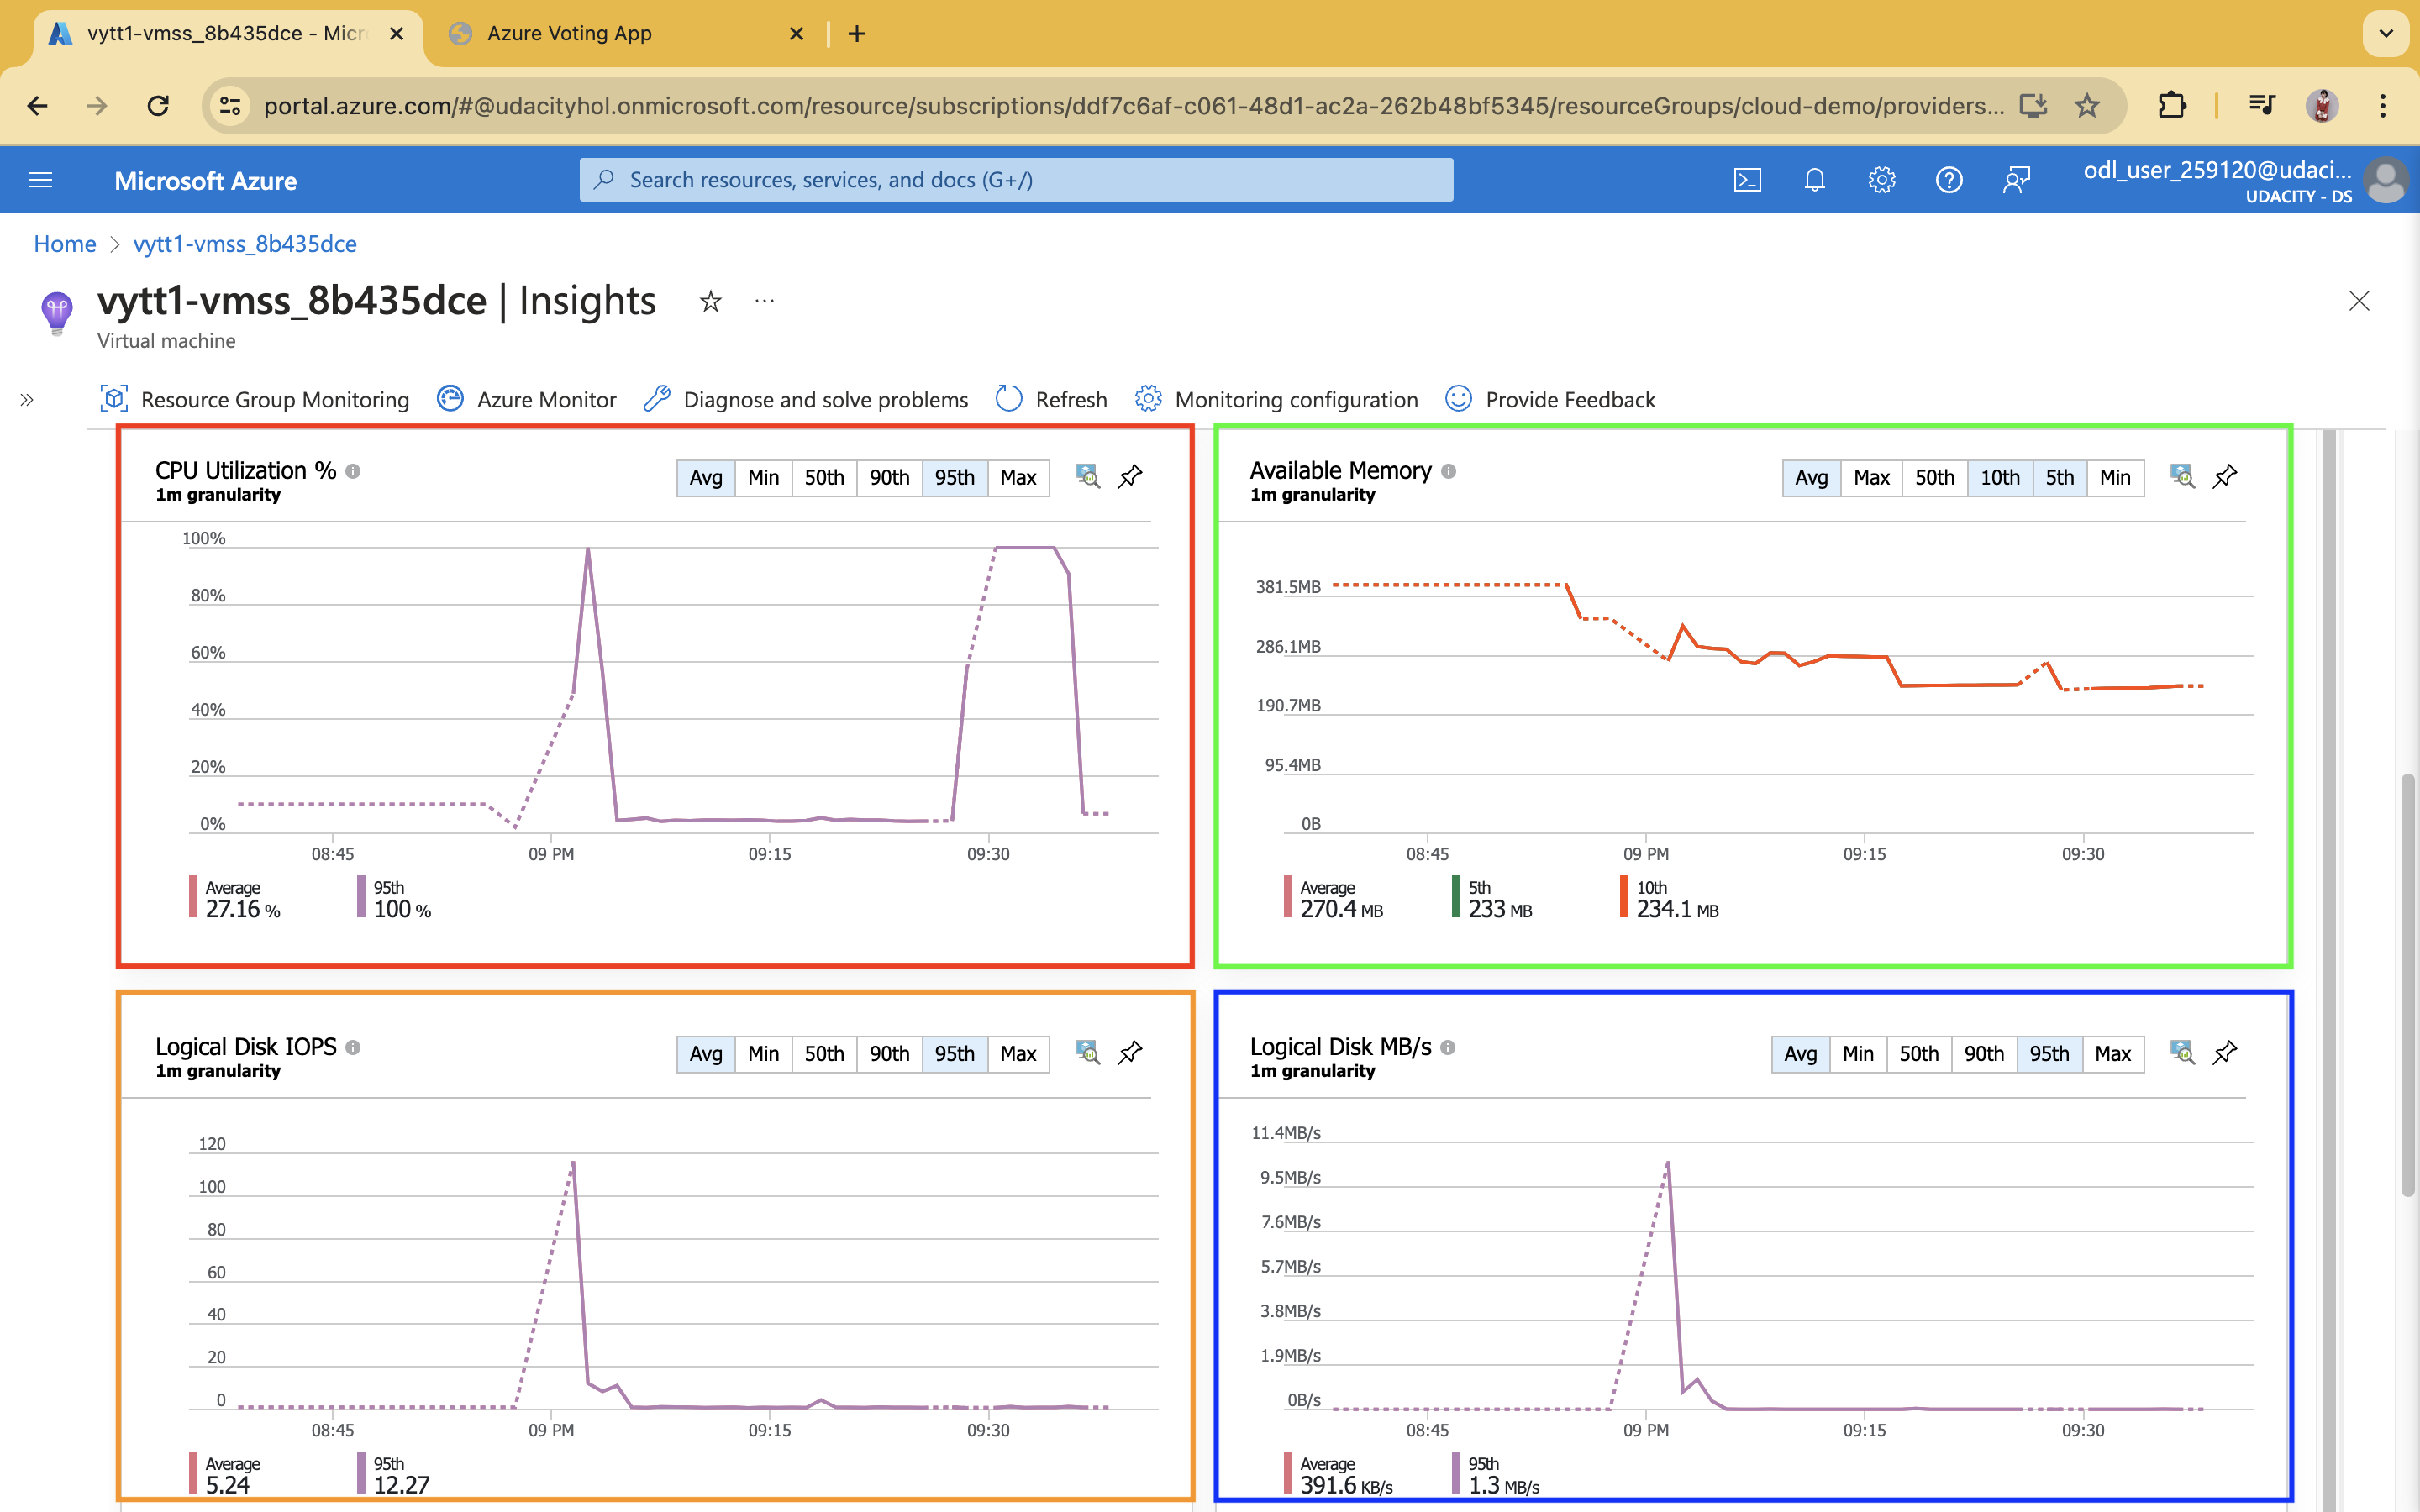 vytt1-vmss_8b435dce - Micr
Azure Voting App
portal.azure.com/#@udacityhol.onmicrosoft.com/resource/subscriptions/ddf7c6af-c061-48d1-ac2a-262b48bf5345/resourceGroups/cloud-demo/providers...
Microsoft Azure
Search resources, services, and docs (G+/)
odl_user_259120@udaci...
UDACITY - DS
Home > vytt1-vmss_8b435dce
vytt1-vmss_8b435dce | Insights
Virtual machine
Resource Group Monitoring
Azure Monitor
Diagnose and solve problems
Refresh
Monitoring configuration
Provide Feedback
CPU Utilization %
1m granularity
Avg Min 50th 90th 95th Max
100%
80%
60%
40%
20%
0%
08:45 09 PM 09:15 09:30
Average
27.16 %
95th
100 %
Available Memory
1m granularity
Avg Max 50th 10th 5th Min
381.5MB
286.1MB
190.7MB
95.4MB
0B
08:45 09 PM 09:15 09:30
Average
270.4 MB
5th
233 MB
10th
234.1 MB
Logical Disk IOPS
1m granularity
Avg Min 50th 90th 95th Max
120
100
80
60
40
20
0
08:45 09 PM 09:15 09:30
Average
5.24
95th
12.27
Logical Disk MB/s
1m granularity
Avg Min 50th 90th 95th Max
11.4MB/s
9.5MB/s
7.6MB/s
5.7MB/s
3.8MB/s
1.9MB/s
0B/s
08:45 09 PM 09:15 09:30
Average
391.6 KB/s
95th
1.3 MB/s